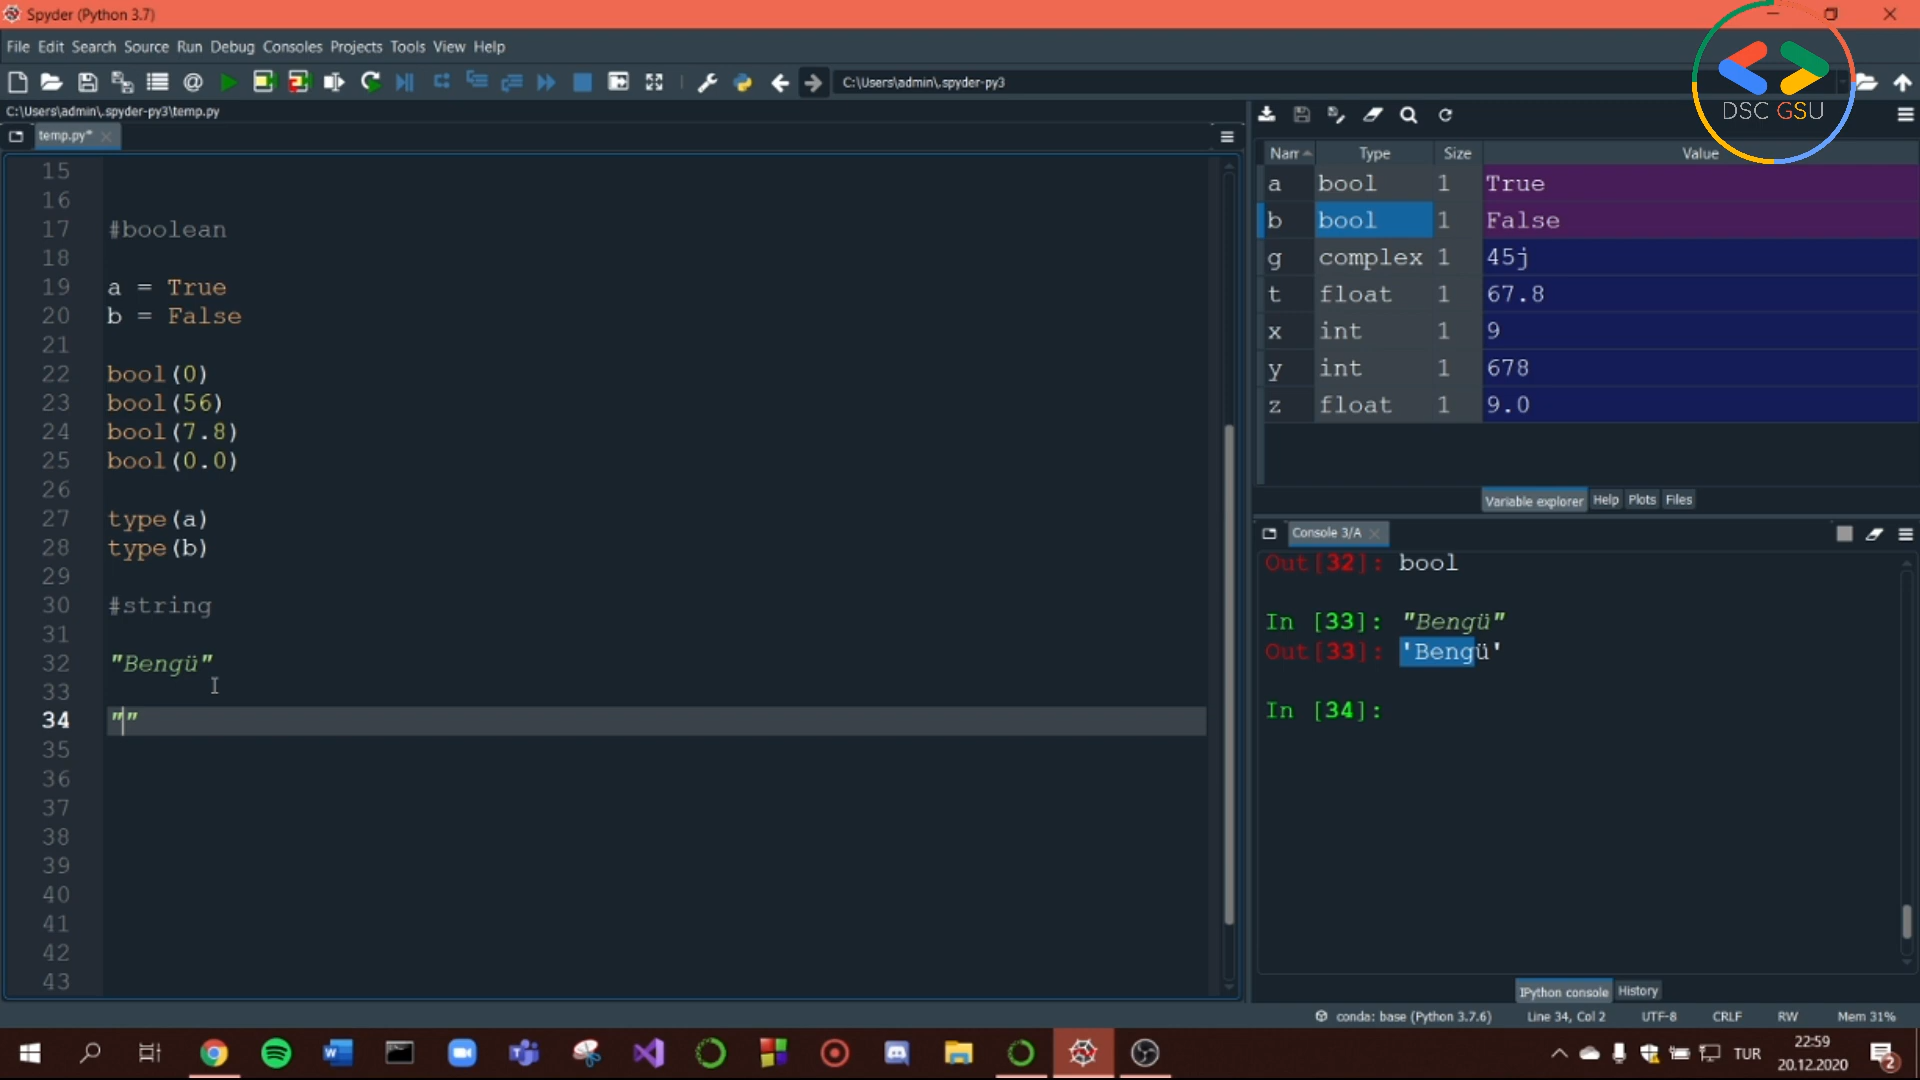 Spyder (Python 3.7)
File Edit Search Source Run Debug Consoles Projects Tools View Help
C:\Users\admin\.spyder-py3
DSC GSU
C:\Users\admin\.spyder-py3\temp.py
temp.py*
15
16
17 #boolean
18
19 a = True
20 b = False
21
22 bool(0)
23 bool(56)
24 bool(7.8)
25 bool(0.0)
26
27 type(a)
28 type(b)
29
30 #string
31
32 "Bengü"
33
34 ""
35
36
37
38
39
40
41
42
43
Nam Type Size Value
a bool 1 True
b bool 1 False
g complex 1 45j
t float 1 67.8
x int 1 9
y int 1 678
z float 1 9.0
Variable explorer Help Plots Files
Console 3/A
Out[32]: bool
In [33]: "Bengü"
Out[33]: 'Bengü'
In [34]:
IPython console History
conda: base (Python 3.7.6) Line 34, Col 2 UTF-8 CRLF RW Mem 31%
TUR
22:59
20.12.2020
2